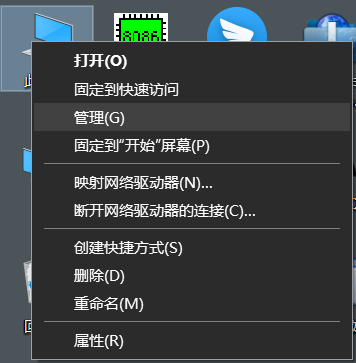 8086
此
打开(O)
固定到快速访问
管理(G)
固定到"开始"屏幕(P)
映射网络驱动器(N)...
断开网络驱动器的连接(C)...
创建快捷方式(S)
删除(D)
重命名(M)
属性(R)
回